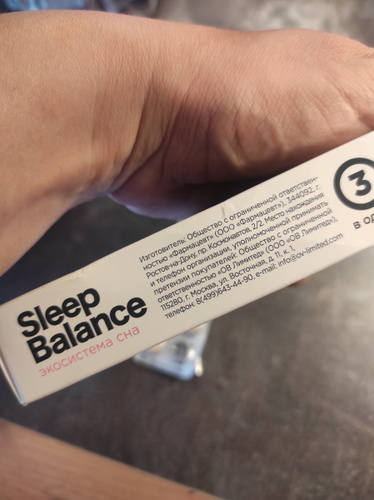 Sleep
Balance
экосистема сна
Изготовитель: Общество с ограниченной ответствен-
ностью «Фармацевт» (ООО «Фармацевт»), 344092, г.
Ростов-на-Дону, пр. Космонавтов, 2/2. Место нахождения
и телефон организации, уполномоченной принимать
претензии покупателей: Общество с ограниченной
ответственностью «ОВ Лимитед» (ООО «ОВ Лимитед»),
115280, г. Москва, ул. Восточная, д. 11, к. 1,
телефон: 8(499)643-44-90, e-mail: info@ov-limited.com
3